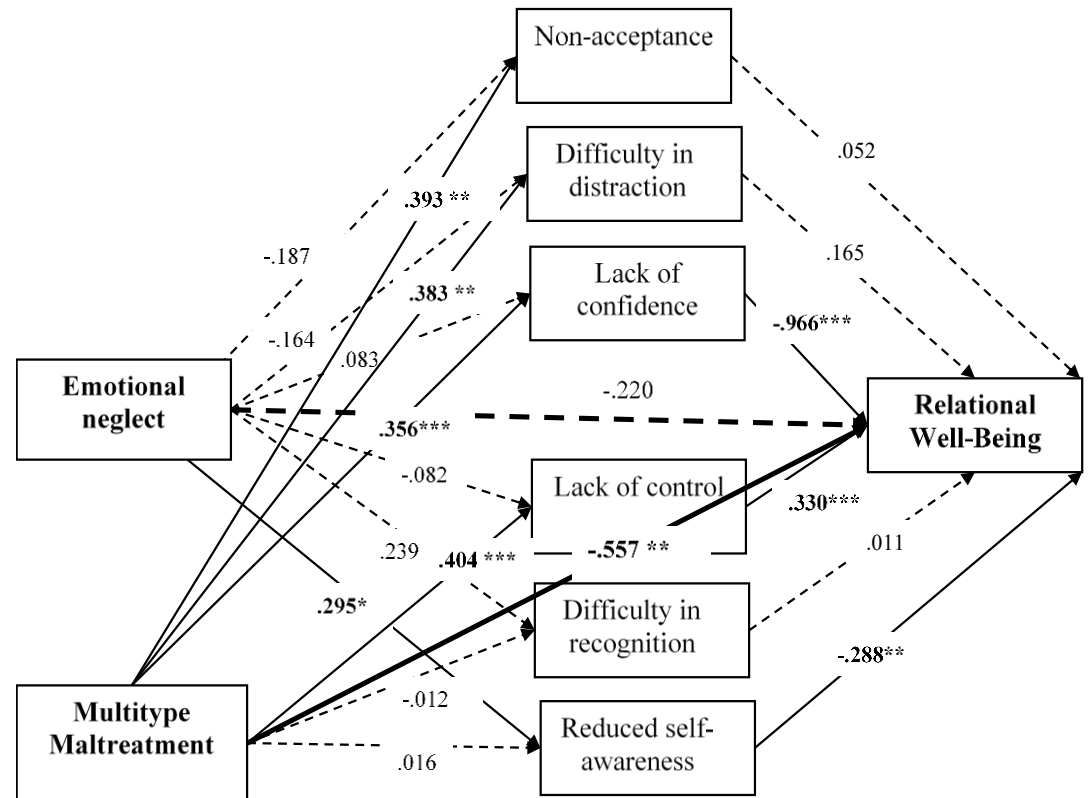 Non-acceptance
.052
Difficulty in
distraction
.393 **
-.187
.165
Lack of
confidence
.383 **
-.966***
-.164
.083
Emotional
neglect
-.220
Relational
Well-Being
.356***
-.082
Lack of control
.330***
.239
.404 ***
-.557 **
.011
.295*
Difficulty in
recognition
-.288**
-.012
Multitype
Maltreatment
Reduced self-
awareness
.016